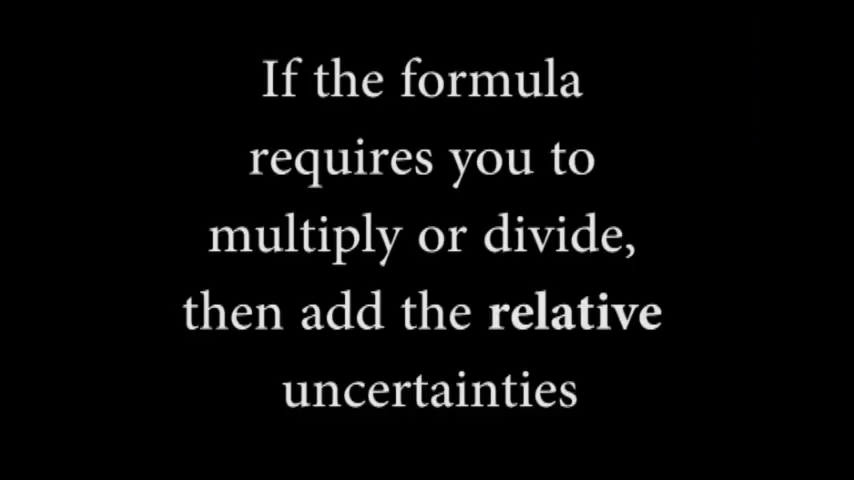 If the formula
requires you to
multiply or divide,
then add the relative
uncertainties